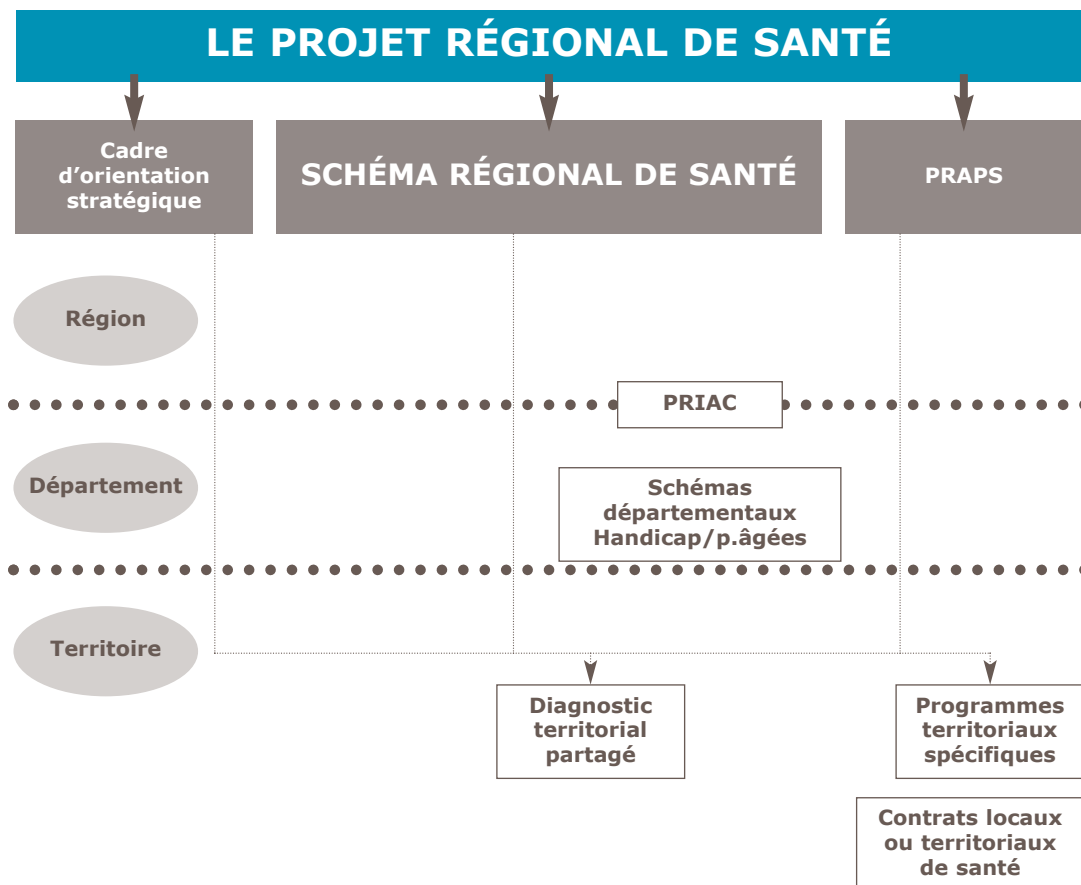 LE PROJET RÉGIONAL DE SANTÉ
Cadre
d'orientation
stratégique
SCHÉMA RÉGIONAL DE SANTÉ
PRAPS
Région
PRIAC
Département
Schémas
départementaux
Handicap/p.âgées
Territoire
Diagnostic
territorial
partagé
Programmes
territoriaux
spécifiques
Contrats locaux
ou territoriaux
de santé